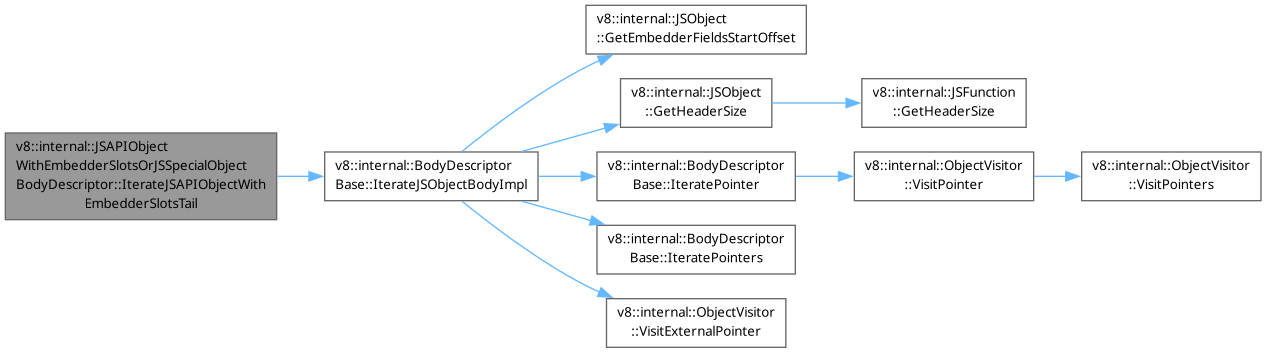 v8::internal::JSAPIObject
WithEmbedderSlotsOrJSSpecialObject
BodyDescriptor::IterateJSAPIObjectWith
EmbedderSlotsTail
v8::internal::BodyDescriptor
Base::IterateJSObjectBodyImpl
v8::internal::JSObject
::GetEmbedderFieldsStartOffset
v8::internal::JSObject
::GetHeaderSize
v8::internal::JSFunction
::GetHeaderSize
v8::internal::BodyDescriptor
Base::IteratePointer
v8::internal::ObjectVisitor
::VisitPointer
v8::internal::ObjectVisitor
::VisitPointers
v8::internal::BodyDescriptor
Base::IteratePointers
v8::internal::ObjectVisitor
::VisitExternalPointer